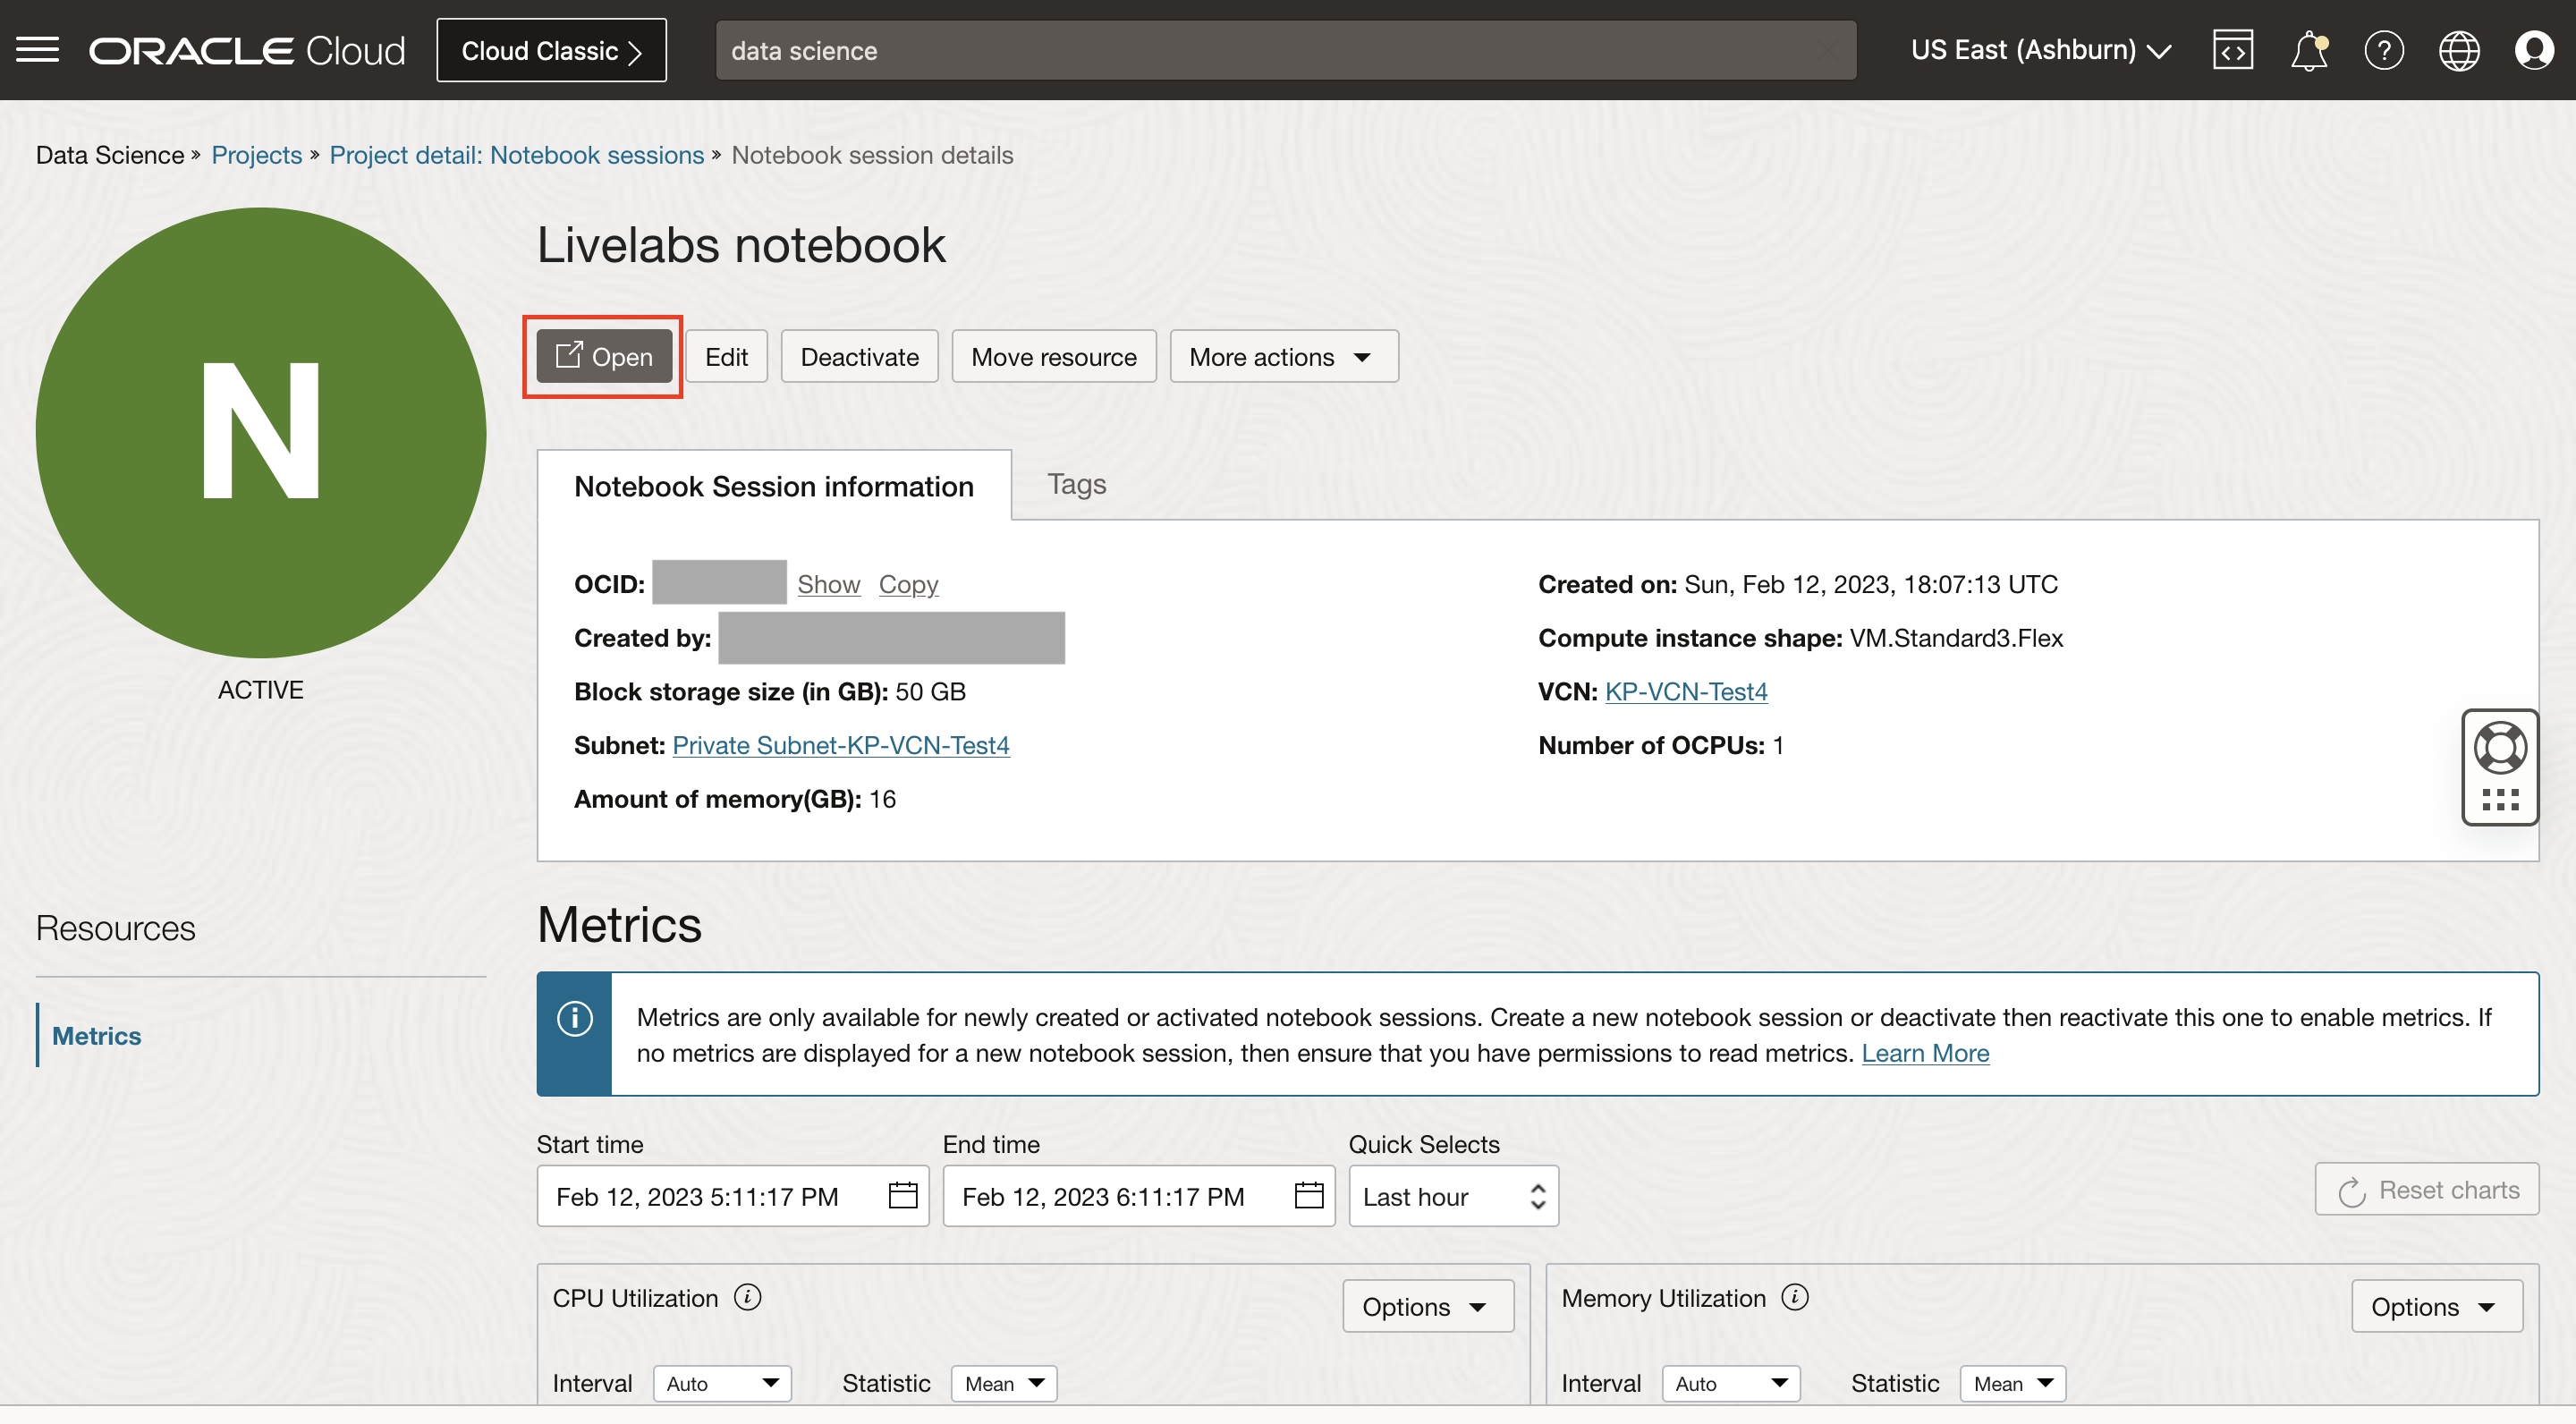 ORACLE Cloud
Cloud Classic
data science
US East (Ashburn)
Data Science » Projects » Project detail: Notebook sessions » Notebook session details
N
ACTIVE
Livelabs notebook
Open Edit Deactivate Move resource More actions
Notebook Session information Tags
OCID: Show Copy
Created by:
Block storage size (in GB): 50 GB
Subnet: Private Subnet-KP-VCN-Test4
Amount of memory(GB): 16
Created on: Sun, Feb 12, 2023, 18:07:13 UTC
Compute instance shape: VM.Standard3.Flex
VCN: KP-VCN-Test4
Number of OCPUs: 1
Resources
Metrics
Metrics
Metrics are only available for newly created or activated notebook sessions. Create a new notebook session or deactivate then reactivate this one to enable metrics. If
no metrics are displayed for a new notebook session, then ensure that you have permissions to read metrics. Learn More
Start time End time Quick Selects
Feb 12, 2023 5:11:17 PM Feb 12, 2023 6:11:17 PM Last hour Reset charts
CPU Utilization Options
Interval Auto Statistic Mean
Memory Utilization Options
Interval Auto Statistic Mean